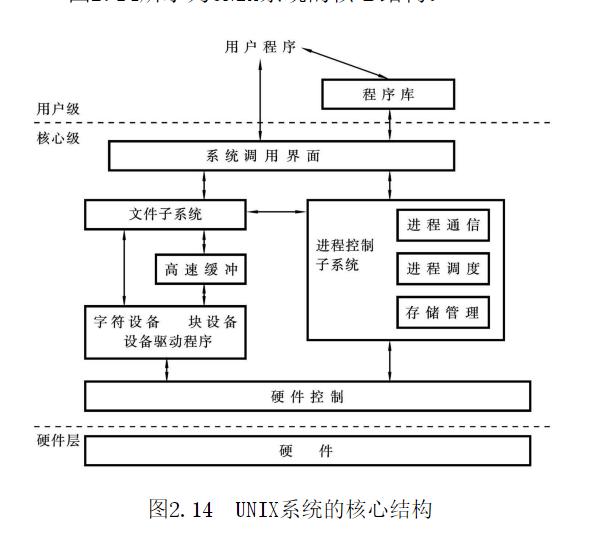 用户程序
程序库
用户级
核心级
系统调用界面
文件子系统
进程通信
进程控制
子系统
高速缓冲
进程调度
存储管理
字符设备 块设备
设备驱动程序
硬件控制
硬件层
硬 件
图2.14 UNIX系统的核心结构